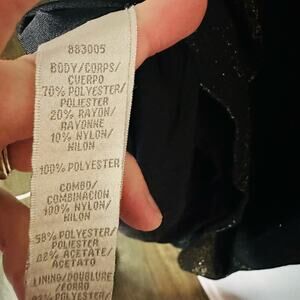 883005
BODY/CORPS/
CUERPO
70% POLYESTER/
POLIESTER
20% RAYON/
RAYONNE
10% NYLON/
NILON
100% POLYESTER
COMBO/
COMBINACION
100% NYLON/
NILON
58% POLYESTER/
POLIESTER
42% ACETATE/
ACETATO
LINING/DOUBLURE
/FORRO